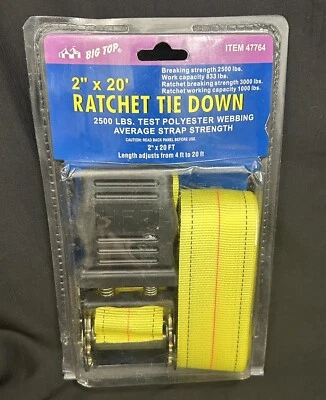 BIG TOP
ITEM 47764
Breaking strength 2500 lbs.
Work capacity 833 lbs.
Ratchet breaking strength 3000 lbs.
Ratchet working capacity 1000 lbs.
2" x 20'
RATCHET TIE DOWN
2500 LBS. TEST POLYESTER WEBBING
AVERAGE STRAP STRENGTH
CAUTION: READ BACK PANEL BEFORE USE.
2" x 20 FT
Length adjusts from 4 ft to 20 ft